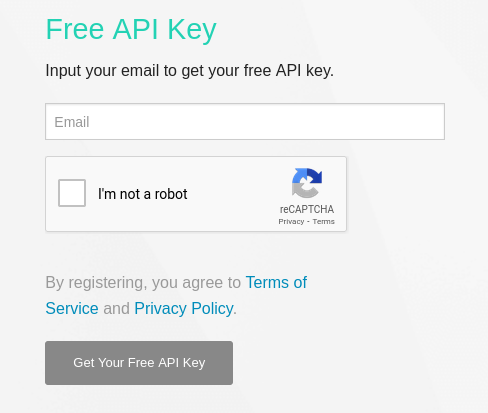 Free API Key
Input your email to get your free API key.
Email
I'm not a robot
reCAPTCHA
Privacy - Terms
By registering, you agree to Terms of
Service and Privacy Policy.
Get Your Free API Key